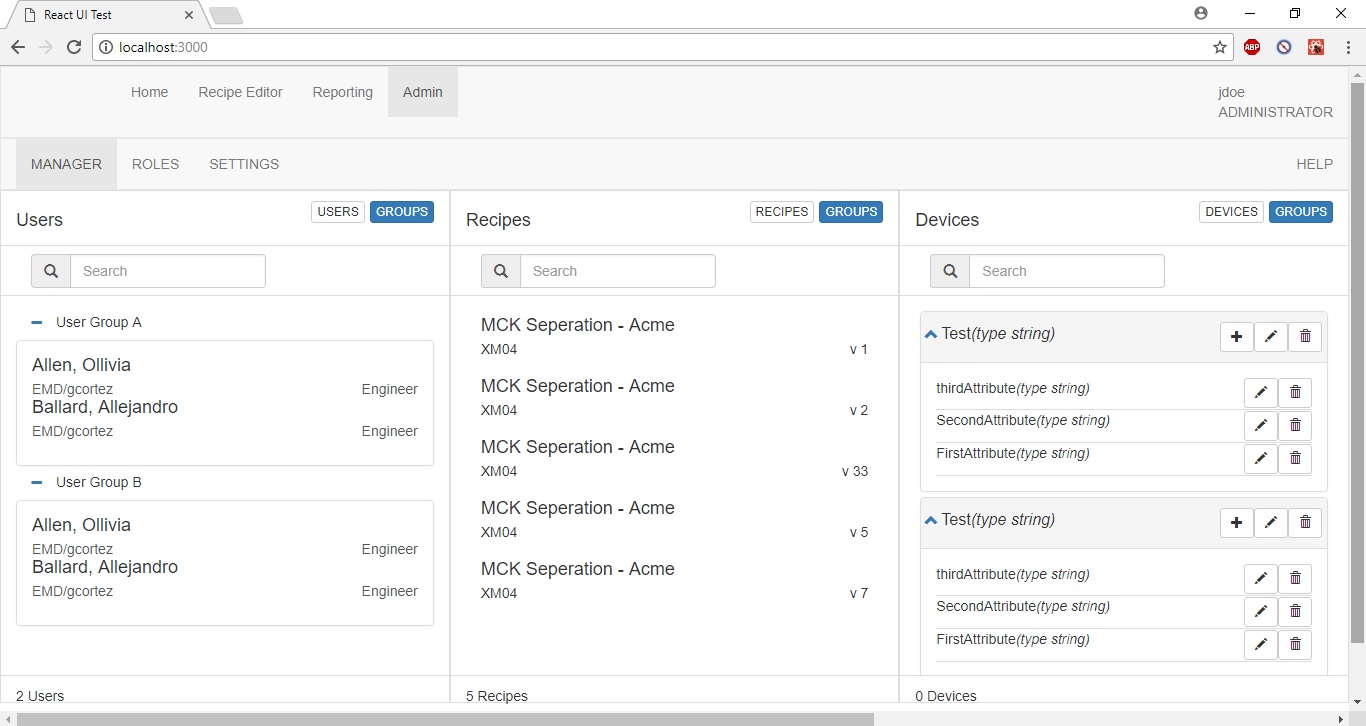 React UI Test
localhost:3000
ABP
Home Recipe Editor Reporting Admin
jdoe
ADMINISTRATOR
MANAGER ROLES SETTINGS HELP
Users USERS GROUPS
Search
User Group A
Allen, Ollivia
EMD/gcortez Engineer
Ballard, Allejandro
EMD/gcortez Engineer
User Group B
Allen, Ollivia
EMD/gcortez Engineer
Ballard, Allejandro
EMD/gcortez Engineer
2 Users
Recipes RECIPES GROUPS
Search
MCK Seperation - Acme
XM04 v 1
MCK Seperation - Acme
XM04 v 2
MCK Seperation - Acme
XM04 v 33
MCK Seperation - Acme
XM04 v 5
MCK Seperation - Acme
XM04 v 7
5 Recipes
Devices DEVICES GROUPS
Search
Test(type string)
thirdAttribute(type string)
SecondAttribute(type string)
FirstAttribute(type string)
Test(type string)
thirdAttribute(type string)
SecondAttribute(type string)
FirstAttribute(type string)
0 Devices